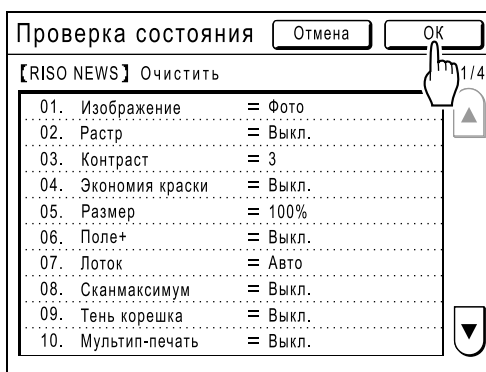 Проверка состояния Отмена OK
【RISO NEWS】 Очистить 1/4
01. Изображение = Фото
02. Растр = Выкл.
03. Контраст = 3
04. Экономия краски = Выкл.
05. Размер = 100%
06. Поле+ = Выкл.
07. Лоток = Авто
08. Сканмаксимум = Выкл.
09. Тень корешка = Выкл.
10. Мультип-печать = Выкл.